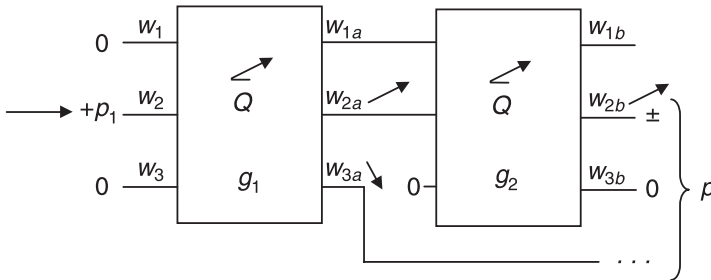 w₁ w₁ₐ w₁b
0
Q̅ Q̅
+p₁ w₂ w₂ₐ w₂b
±
0 w₃ g₁ w₃ₐ 0 g₂ w₃b 0 p
. . .